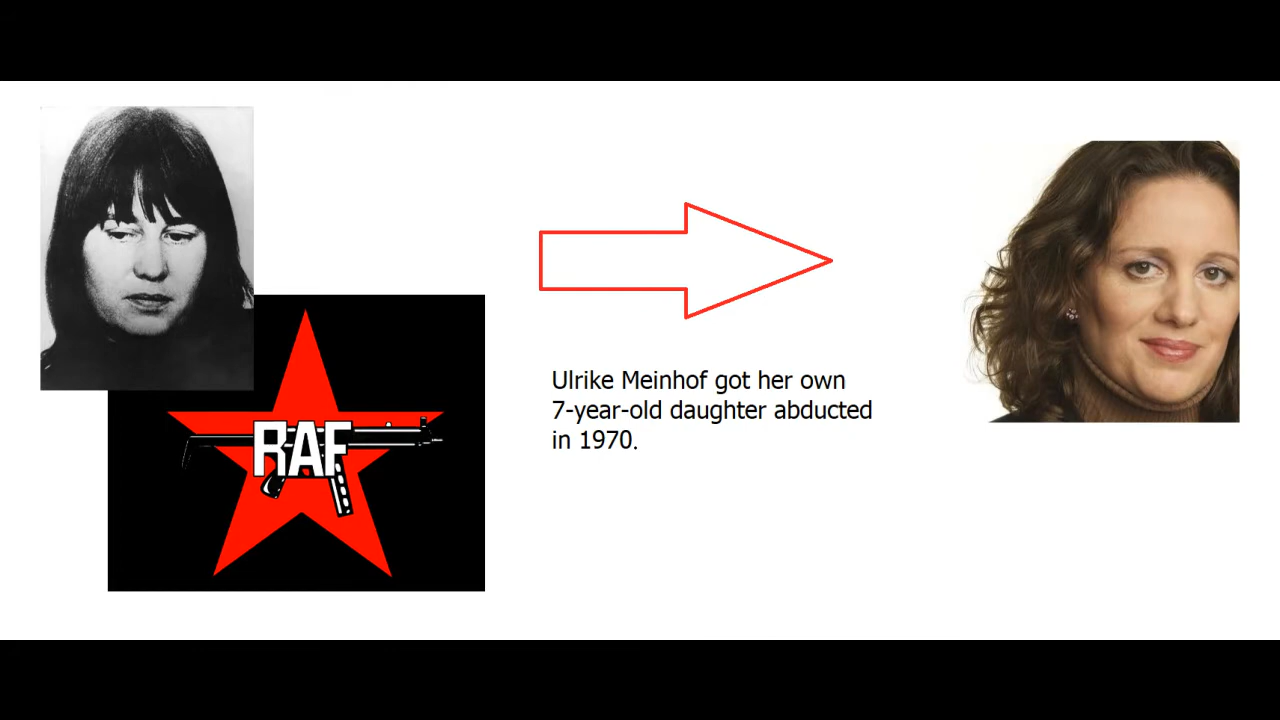 RAF
Ulrike Meinhof got her own
7-year-old daughter abducted
in 1970.